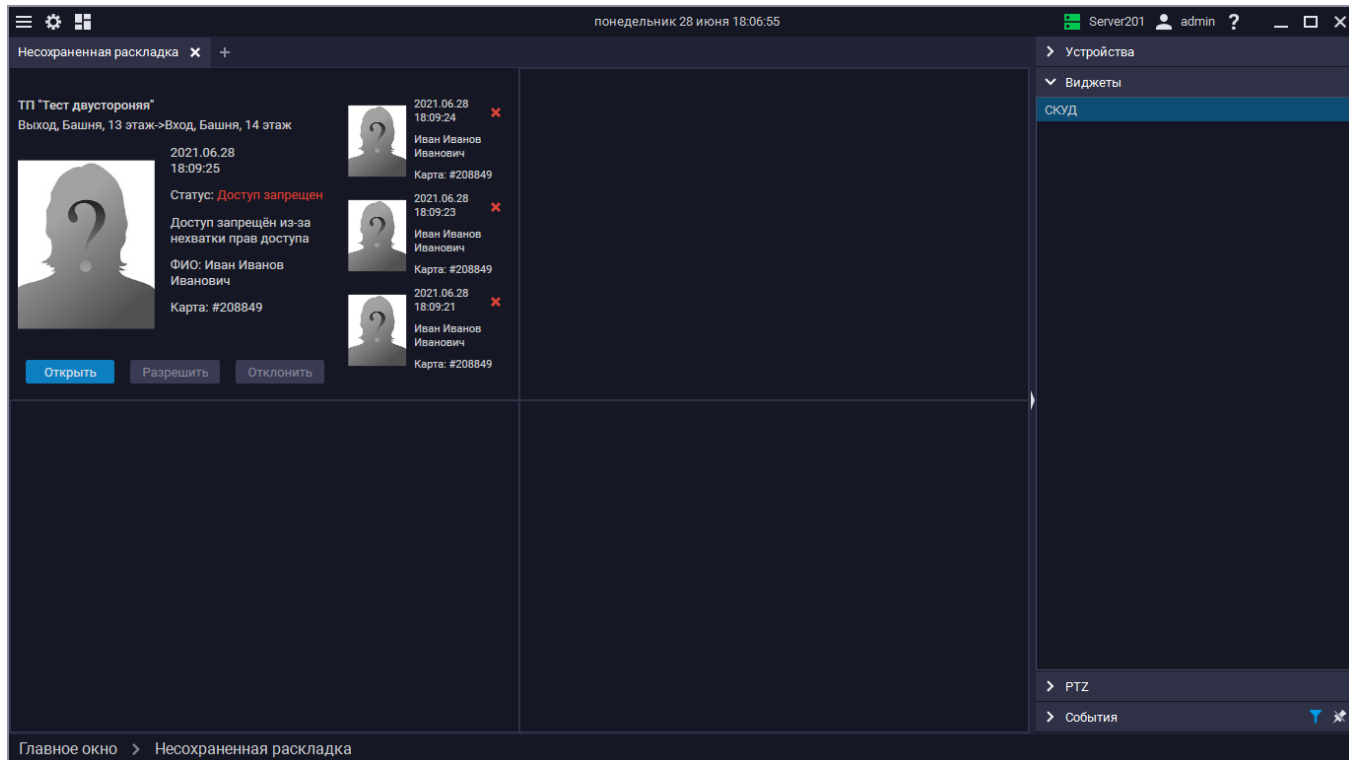 понедельник 28 июня 18:06:55
Server201 admin ?
Несохраненная раскладка
ТП "Тест двустороняя"
Выход, Башня, 13 этаж->Вход, Башня, 14 этаж
2021.06.28
18:09:25
Статус: Доступ запрещен
Доступ запрещён из-за
нехватки прав доступа
ФИО: Иван Иванов
Иванович
Карта: #208849
Открыть
Разрешить
Отклонить
2021.06.28
18:09:24
Иван Иванов
Иванович
Карта: #208849
2021.06.28
18:09:23
Иван Иванов
Иванович
Карта: #208849
2021.06.28
18:09:21
Иван Иванов
Иванович
Карта: #208849
Устройства
Виджеты
СКУД
PTZ
События
Главное окно > Несохраненная раскладка